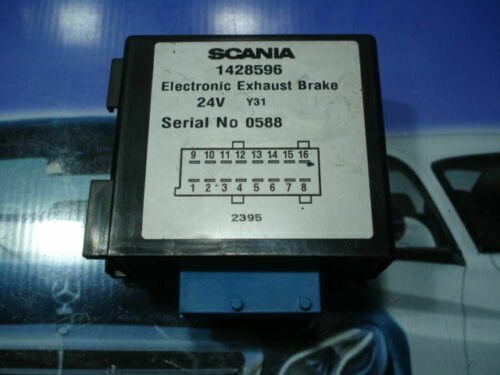 SCANIA
1428596
Electronic Exhaust Brake
24V Y31
Serial No 0588
9 10 11 12 13 14 15 16
1 2 3 4 5 6 7 8
2395